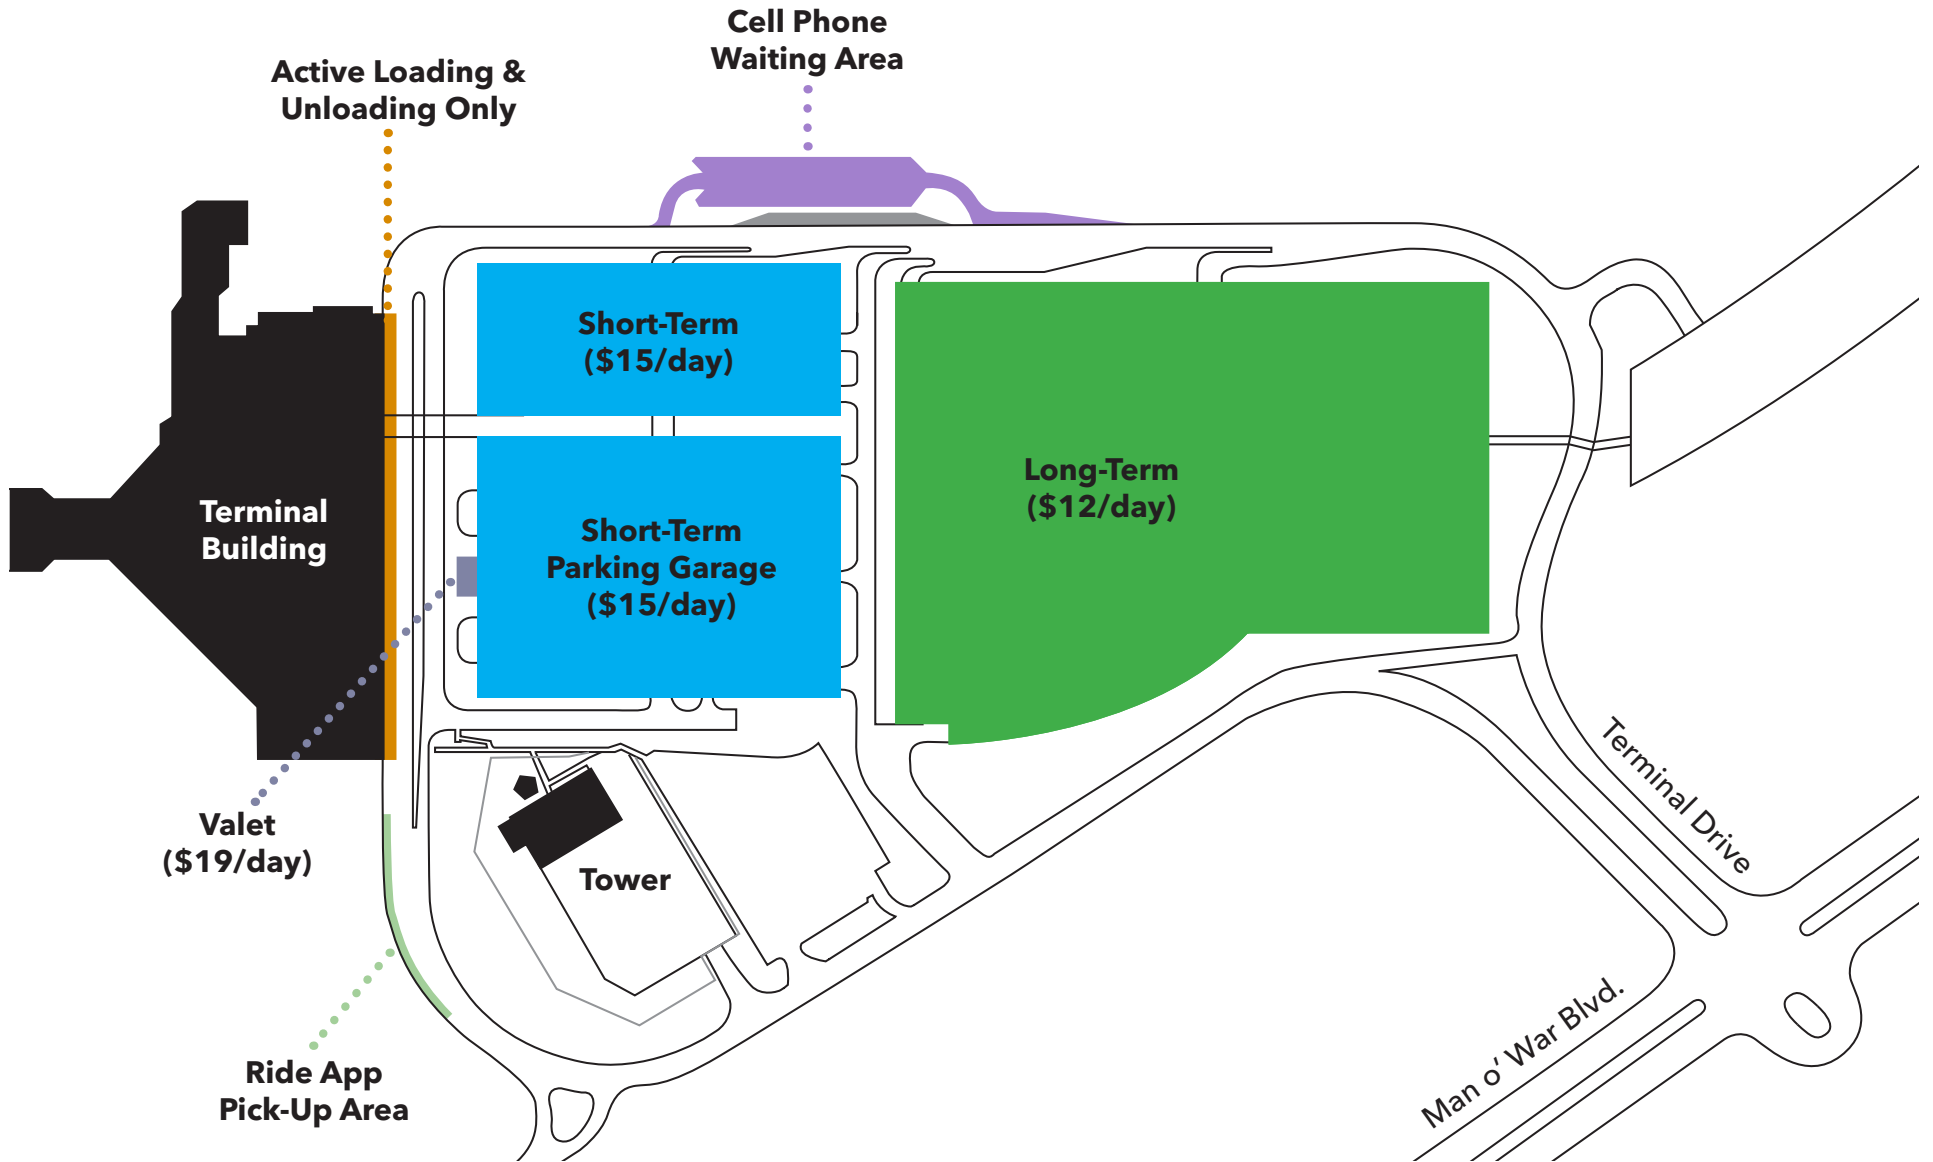 Cell Phone
Waiting Area
Active Loading &
Unloading Only
Short-Term
($15/day)
Long-Term
($12/day)
Terminal
Building
Short-Term
Parking Garage
($15/day)
Valet
($19/day)
Tower
Terminal Drive
Man o' War Blvd.
Ride App
Pick-Up Area